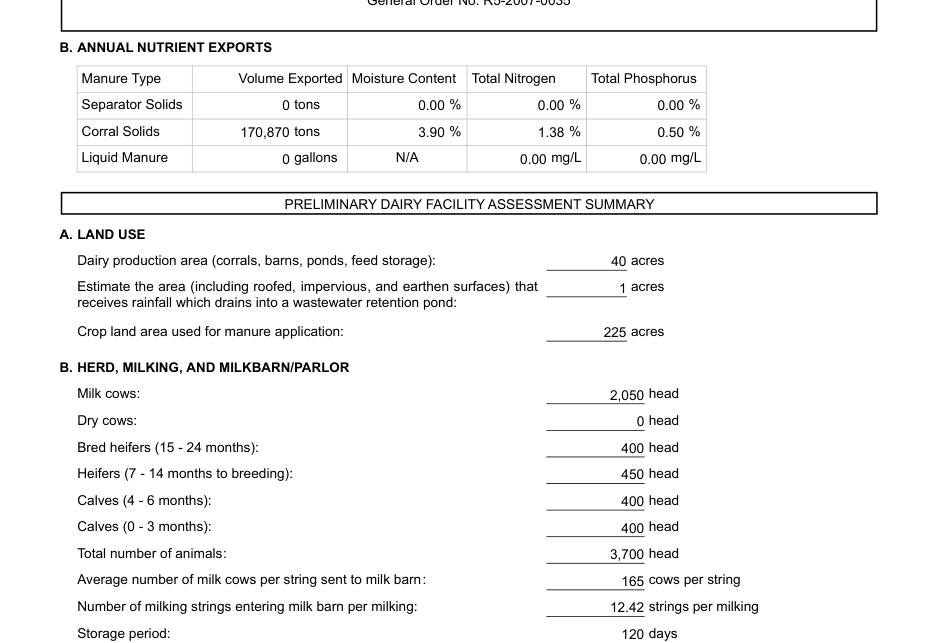 General Order No. R5-2007-0035
B. ANNUAL NUTRIENT EXPORTS
Manure Type Volume Exported Moisture Content Total Nitrogen Total Phosphorus
Separator Solids 0 tons 0.00 % 0.00 % 0.00 %
Corral Solids 170,870 tons 3.90 % 1.38 % 0.50 %
Liquid Manure 0 gallons N/A 0.00 mg/L 0.00 mg/L
PRELIMINARY DAIRY FACILITY ASSESSMENT SUMMARY
A. LAND USE
Dairy production area (corrals, barns, ponds, feed storage): 40 acres
Estimate the area (including roofed, impervious, and earthen surfaces) that 1 acres
receives rainfall which drains into a wastewater retention pond:
Crop land area used for manure application: 225 acres
B. HERD, MILKING, AND MILKBARN/PARLOR
Milk cows: 2,050 head
Dry cows: 0 head
Bred heifers (15 - 24 months): 400 head
Heifers (7 - 14 months to breeding): 450 head
Calves (4 - 6 months): 400 head
Calves (0 - 3 months): 400 head
Total number of animals: 3,700 head
Average number of milk cows per string sent to milk barn: 165 cows per string
Number of milking strings entering milk barn per milking: 12.42 strings per milking
Storage period: 120 days